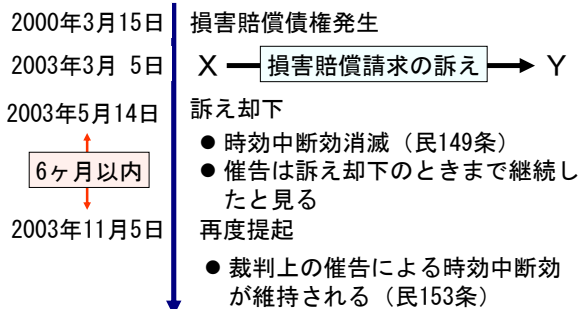 2000年3月15日 損害賠償債権発生
2003年3月 5日 X 損害賠償請求の訴え Y
2003年5月14日 訴え却下
● 時効中断効消滅（民149条）
6ヶ月以内
● 催告は訴え却下のときまで継続し
たと見る
2003年11月5日 再度提起
● 裁判上の催告による時効中断効
が維持される（民153条）